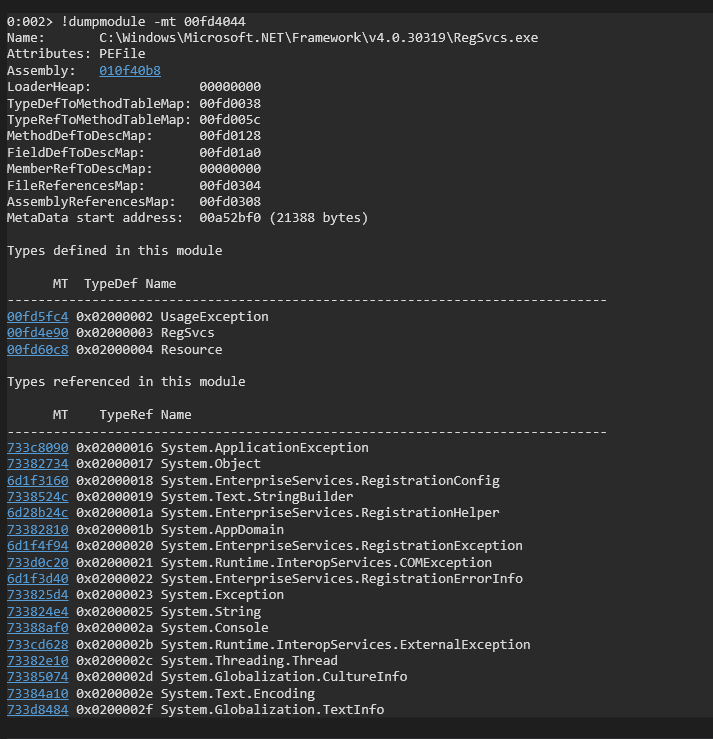 0:002> !dumpmodule -mt 00fd4044
Name:       C:\Windows\Microsoft.NET\Framework\v4.0.30319\RegSvcs.exe
Attributes: PEFile
Assembly:   010f40b8
LoaderHeap:              00000000
TypeDefToMethodTableMap: 00fd0038
TypeRefToMethodTableMap: 00fd005c
MethodDefToDescMap:      00fd0128
FieldDefToDescMap:       00fd01a0
MemberRefToDescMap:      00000000
FileReferencesMap:       00fd0304
AssemblyReferencesMap:   00fd0308
MetaData start address:  00a52bf0 (21388 bytes)
Types defined in this module
      MT  TypeDef Name
------------------------------------------------------------------------------
00fd5fc4 0x02000002 UsageException
00fd4e90 0x02000003 RegSvcs
00fd60c8 0x02000004 Resource
Types referenced in this module
      MT    TypeRef Name
------------------------------------------------------------------------------
733c8090 0x02000016 System.ApplicationException
73382734 0x02000017 System.Object
6d1f3160 0x02000018 System.EnterpriseServices.RegistrationConfig
7338524c 0x02000019 System.Text.StringBuilder
6d28b24c 0x0200001a System.EnterpriseServices.RegistrationHelper
73382810 0x0200001b System.AppDomain
6d1f4f94 0x02000020 System.EnterpriseServices.RegistrationException
733d0c20 0x02000021 System.Runtime.InteropServices.COMException
6d1f3d40 0x02000022 System.EnterpriseServices.RegistrationErrorInfo
733825d4 0x02000023 System.Exception
733824e4 0x02000025 System.String
73388af0 0x0200002a System.Console
733cd628 0x0200002b System.Runtime.InteropServices.ExternalException
73382e10 0x0200002c System.Threading.Thread
73385074 0x0200002d System.Globalization.CultureInfo
73384a10 0x0200002e System.Text.Encoding
733d8484 0x0200002f System.Globalization.TextInfo